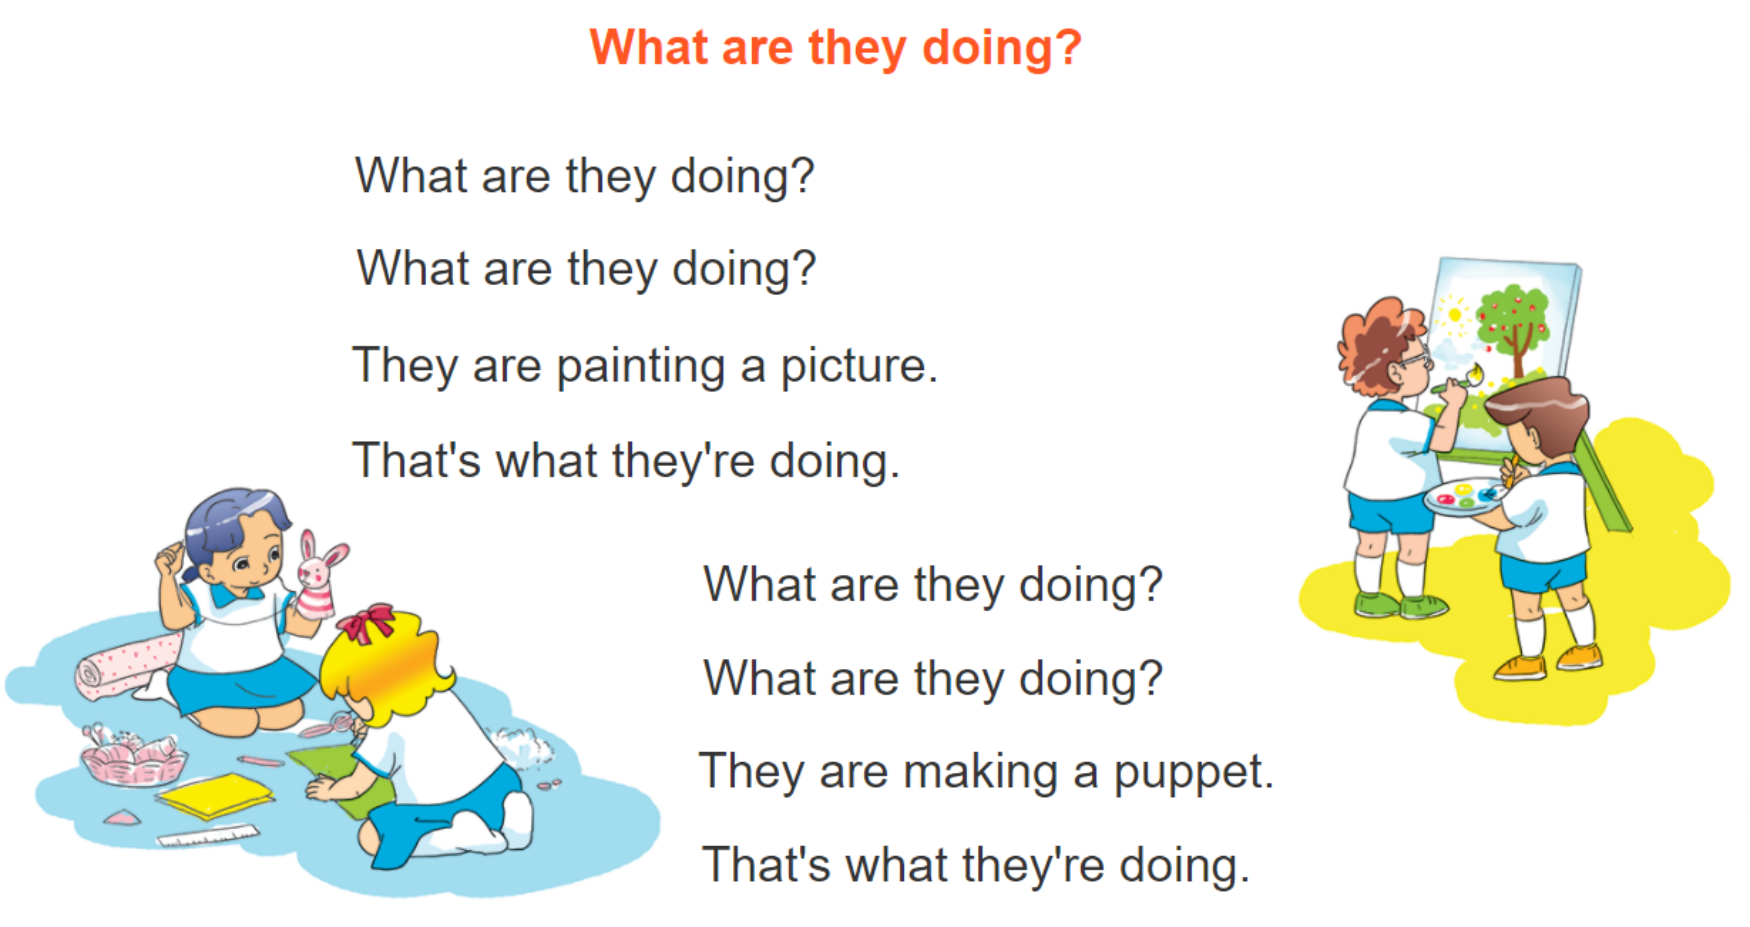 What are they doing?
What are they doing?
What are they doing?
They are painting a picture.
That's what they're doing.
What are they doing?
What are they doing?
They are making a puppet.
That's what they're doing.